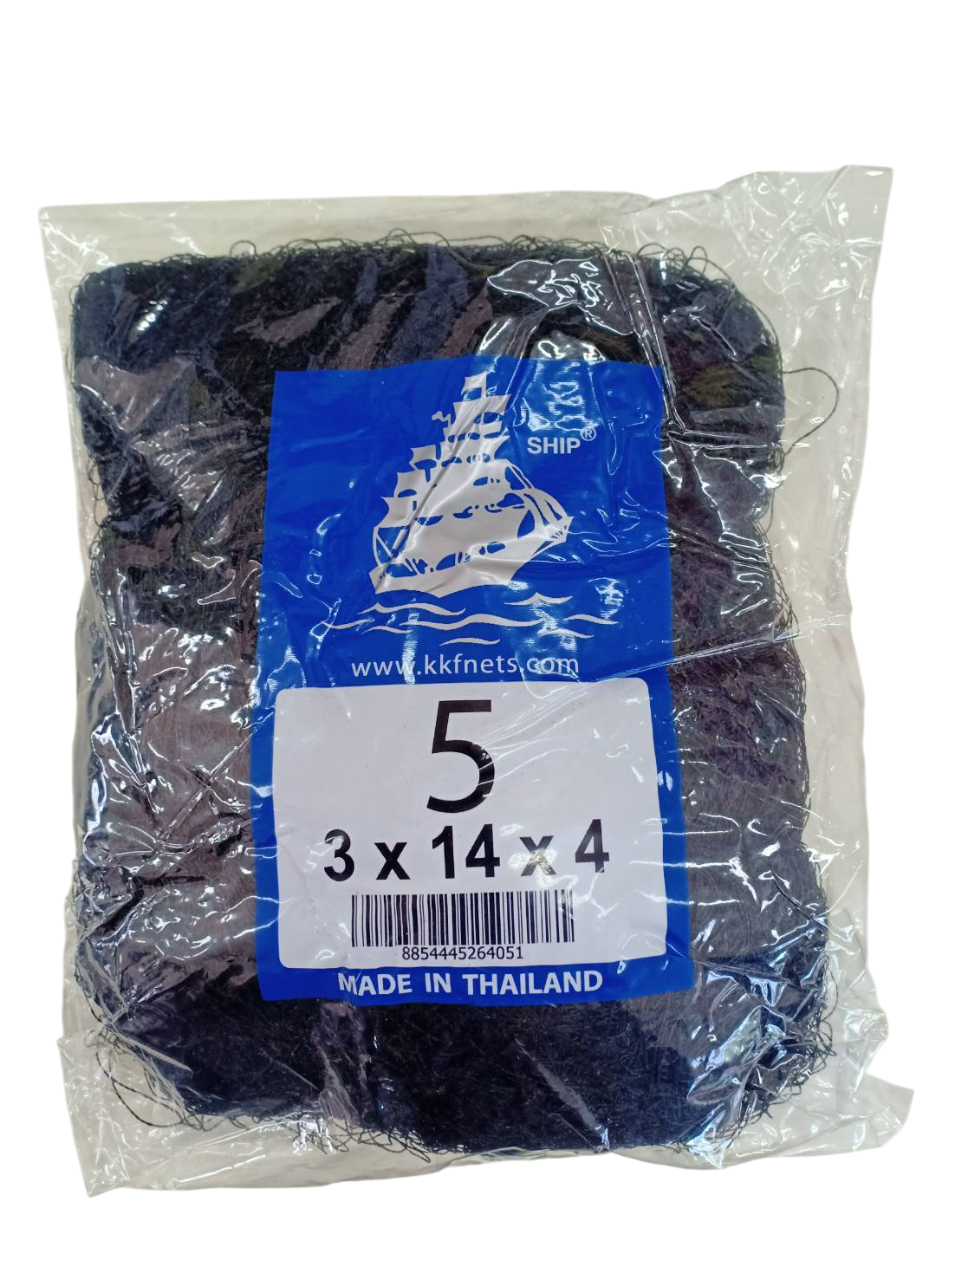 SHIP®
www.kkfnets.com
5
3 x 14 x 4
8854445264051
MADE IN THAILAND